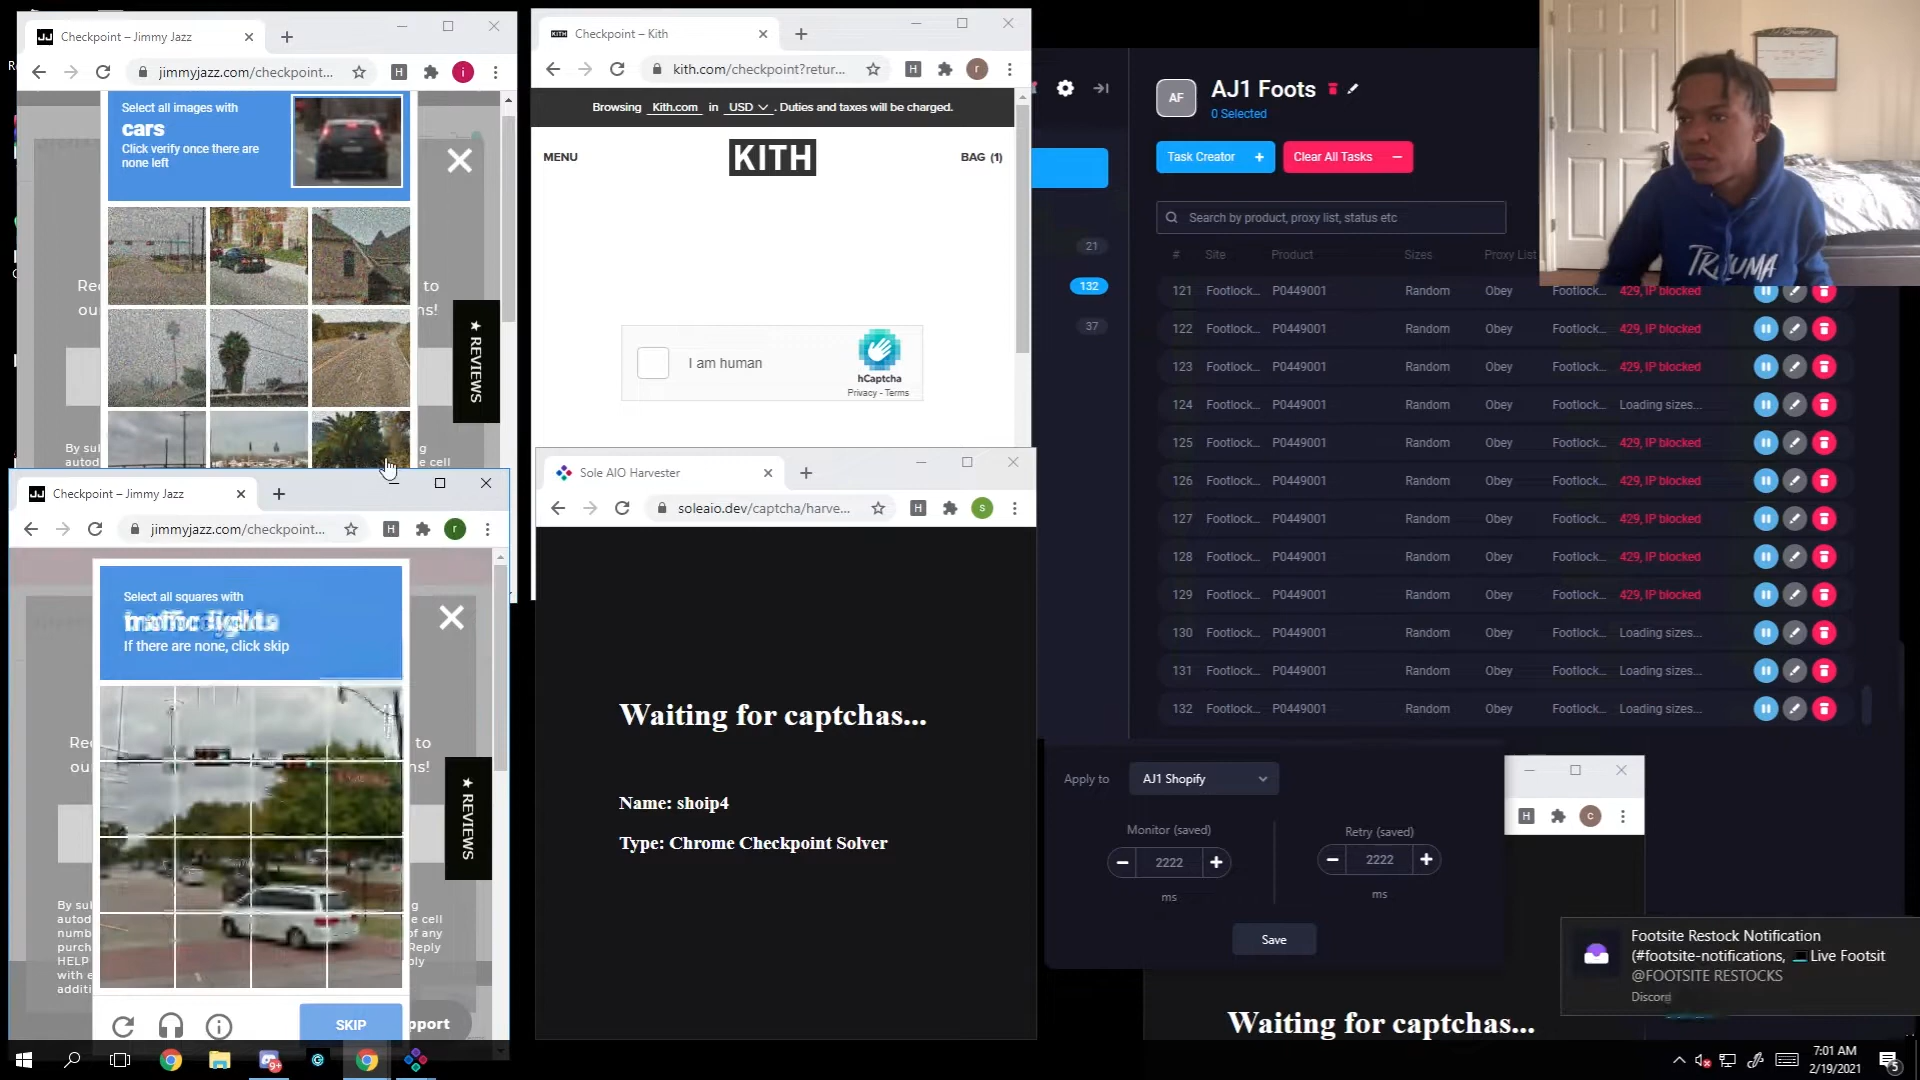 Checkpoint – Jimmy Jazz
jimmyjazz.com/checkpoint...
Select all images with
cars
Click verify once there are
none left
to
ns!
★ REVIEWS
Checkpoint – Jimmy Jazz
jimmyjazz.com/checkpoint...
Select all squares with
traffic lights
If there are none, click skip
to
ns!
★ REVIEWS
SKIP
pport
KITH
Checkpoint – Kith
kith.com/checkpoint?retur...
Browsing Kith.com in USD . Duties and taxes will be charged.
MENU
KITH
BAG (1)
I am human
hCaptcha
Privacy - Terms
Sole AIO Harvester
soleaio.dev/captcha/harve...
Waiting for captchas...
Name: shoip4
Type: Chrome Checkpoint Solver
21
132
37
AF
AJ1 Foots
0 Selected
Task Creator +
Clear All Tasks −
Search by product, proxy list, status etc
# Site Product Sizes Proxy List
121 Footlock... P0449001 Random Obey Footlock... 429, IP blocked
122 Footlock... P0449001 Random Obey Footlock... 429, IP blocked
123 Footlock... P0449001 Random Obey Footlock... 429, IP blocked
124 Footlock... P0449001 Random Obey Footlock... Loading sizes...
125 Footlock... P0449001 Random Obey Footlock... 429, IP blocked
126 Footlock... P0449001 Random Obey Footlock... 429, IP blocked
127 Footlock... P0449001 Random Obey Footlock... 429, IP blocked
128 Footlock... P0449001 Random Obey Footlock... 429, IP blocked
129 Footlock... P0449001 Random Obey Footlock... 429, IP blocked
130 Footlock... P0449001 Random Obey Footlock... Loading sizes...
131 Footlock... P0449001 Random Obey Footlock... Loading sizes...
132 Footlock... P0449001 Random Obey Footlock... Loading sizes...
Apply to AJ1 Shopify
Monitor (saved) Retry (saved)
− 2222 + − 2222 +
ms ms
Save
Footsite Restock Notification
(#footsite-notifications, Live Footsit
@FOOTSITE RESTOCKS
Discord
Waiting for captchas...
7:01 AM
2/19/2021